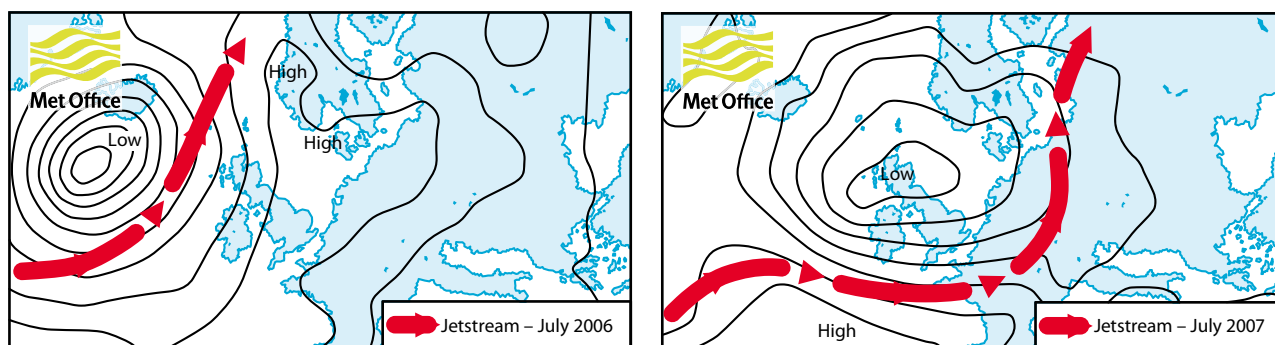 Met Office
Low
High
High
Jetstream – July 2006
Met Office
Low
High
Jetstream – July 2007